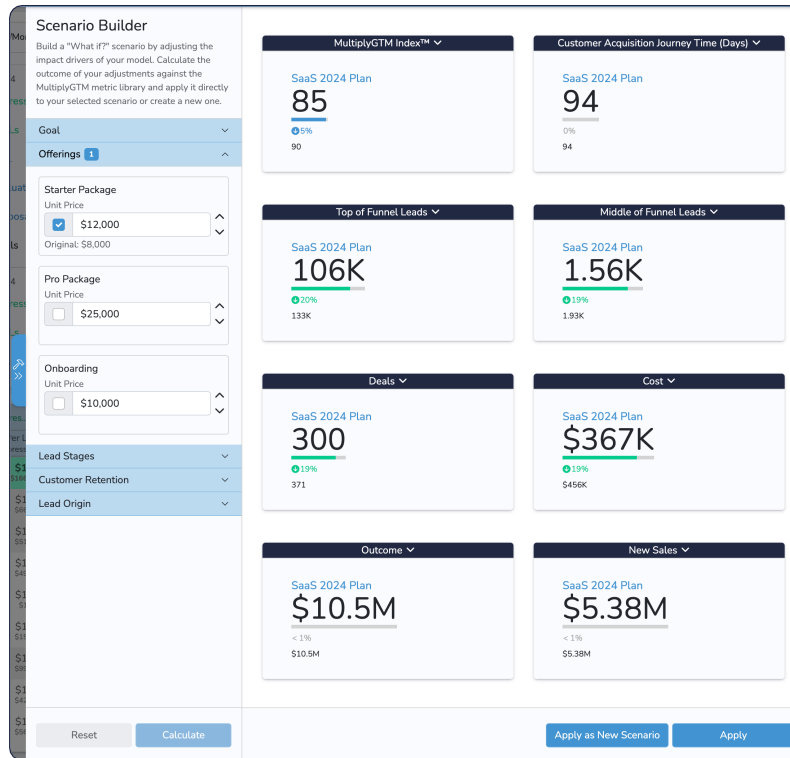 Scenario Builder
Build a "What if?" scenario by adjusting the
impact drivers of your model. Calculate the
outcome of your adjustments against the
MultiplyGTM metric library and apply it directly
to your selected scenario or create a new one.
Goal
Offerings 1
Starter Package
Unit Price
$12,000
Original: $8,000
Pro Package
Unit Price
$25,000
Onboarding
Unit Price
$10,000
Lead Stages
Customer Retention
Lead Origin
Reset Calculate
MultiplyGTM Index™
SaaS 2024 Plan
85
5%
90
Customer Acquisition Journey Time (Days)
SaaS 2024 Plan
94
0%
94
Top of Funnel Leads
SaaS 2024 Plan
106K
20%
133K
Middle of Funnel Leads
SaaS 2024 Plan
1.56K
19%
1.93K
Deals
SaaS 2024 Plan
300
19%
371
Cost
SaaS 2024 Plan
$367K
19%
$456K
Outcome
SaaS 2024 Plan
$10.5M
< 1%
$10.5M
New Sales
SaaS 2024 Plan
$5.38M
< 1%
$5.38M
Apply as New Scenario Apply